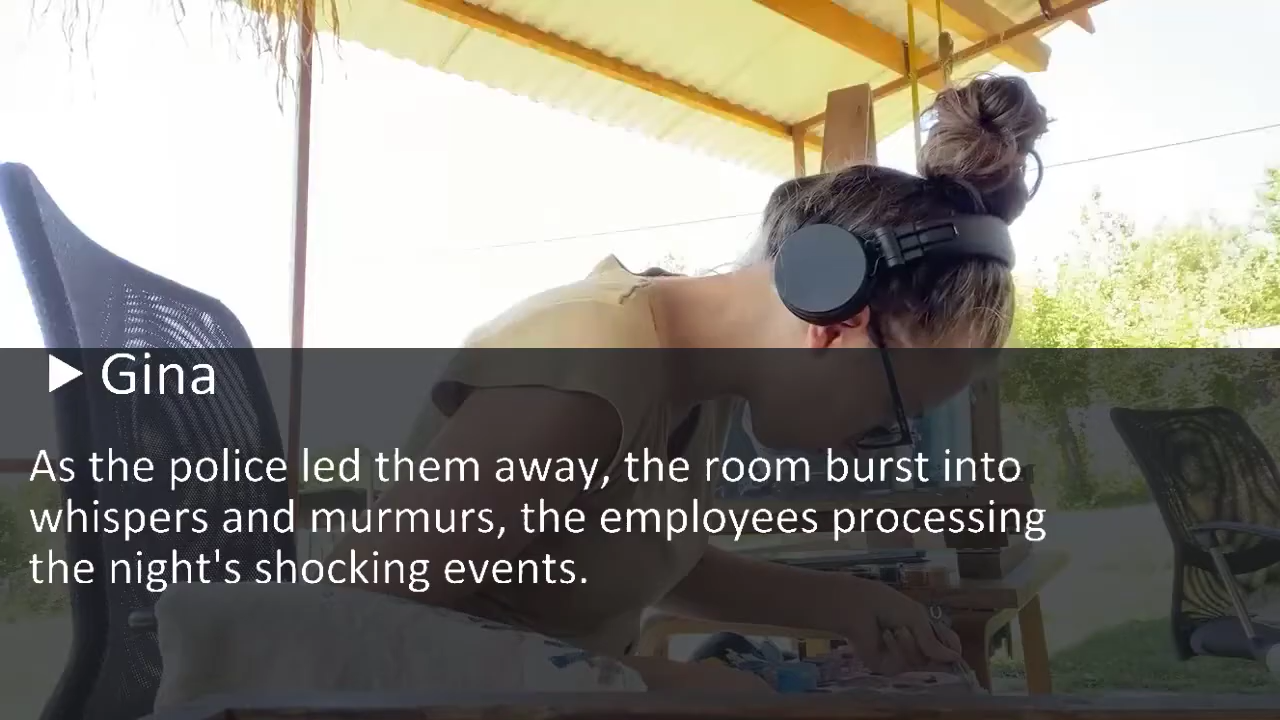 Gina
As the police led them away, the room burst into
whispers and murmurs, the employees processing
the night's shocking events.